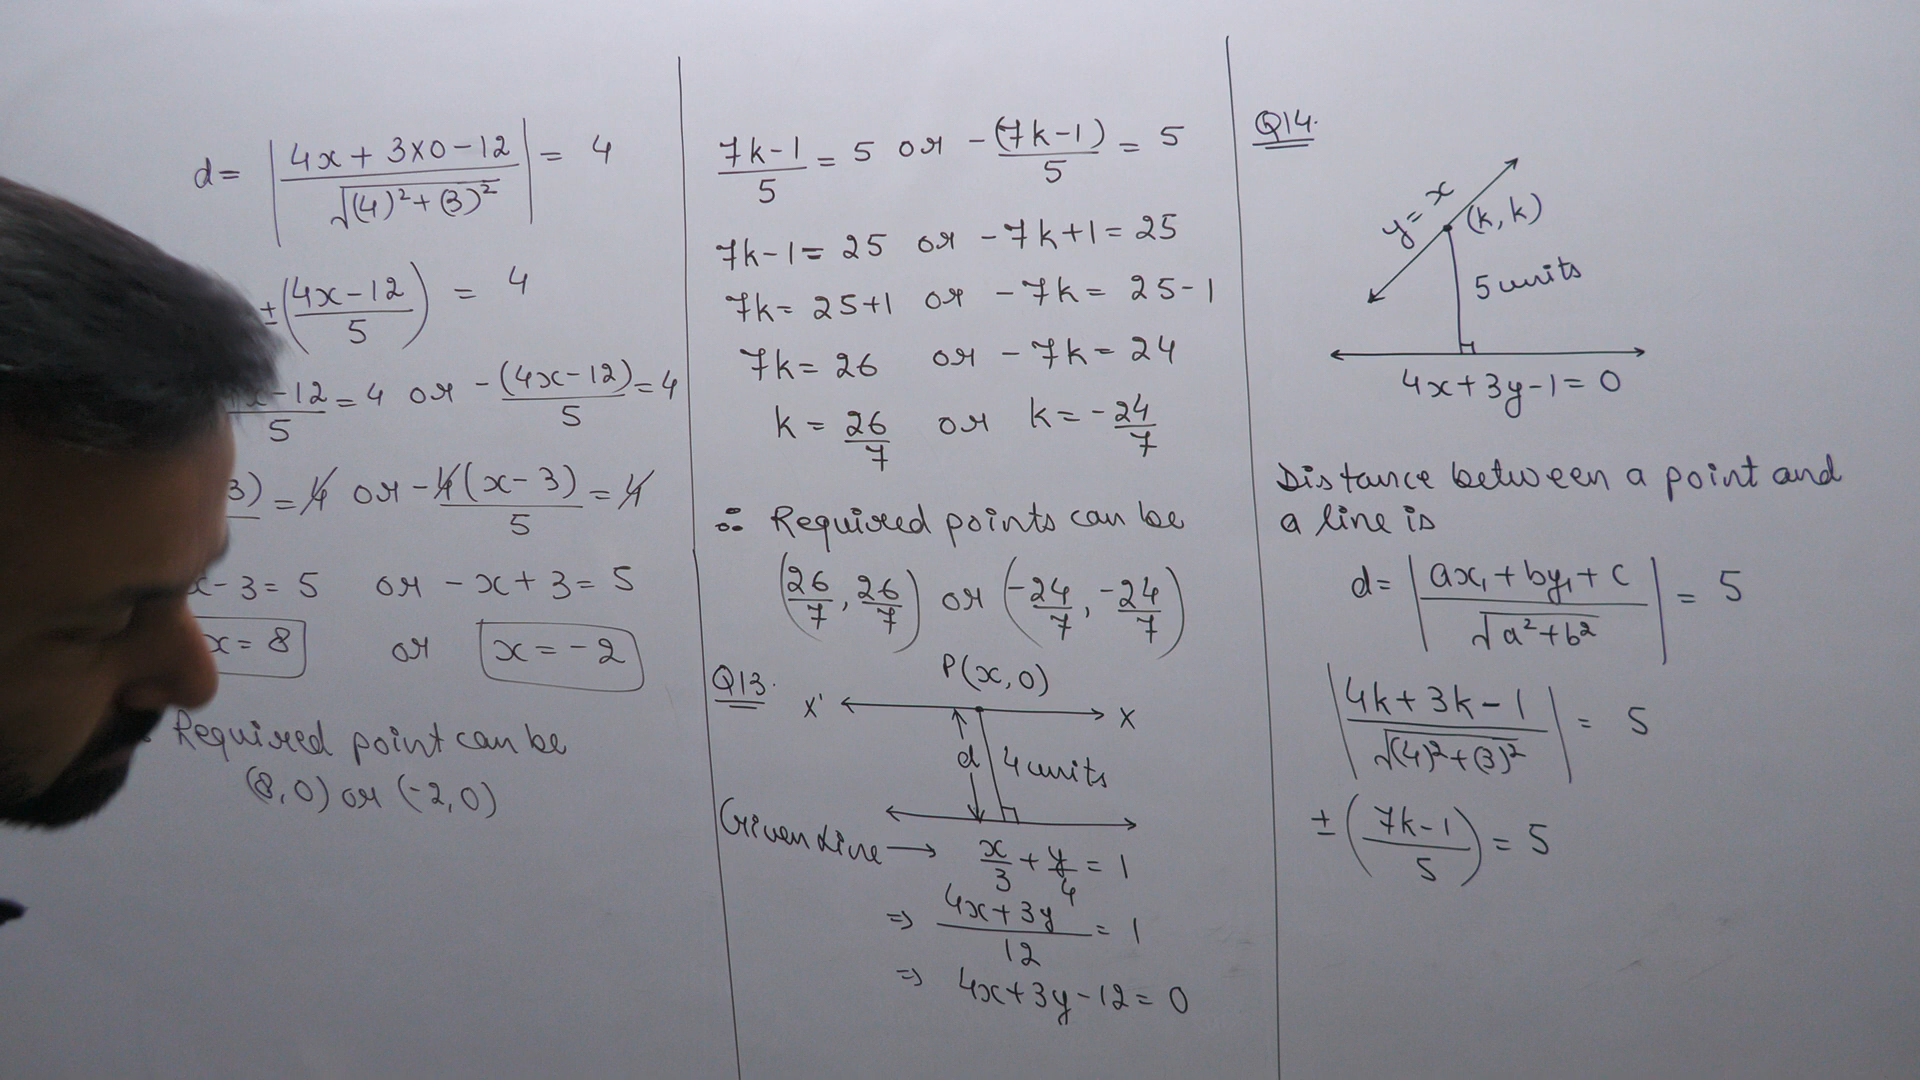 d= |4x+3×0-12 / √(4)²+(3)²| = 4
±(4x-12 / 5) = 4
x-12 / 5 = 4 or -(4x-12) / 5 = 4
3) = 4 or -4(x-3) / 5 = 4
x-3=5 or -x+3=5
x=8 or x=-2
Required point can be
(8,0) or (-2,0)
7k-1 / 5 = 5 or -(7k-1) / 5 = 5
7k-1=25 or -7k+1=25
7k=25+1 or -7k=25-1
7k=26 or -7k=24
k=26/7 or k=-24/7
∴ Required points can be
(26/7, 26/7) or (-24/7, -24/7)
Q13.
P(x,0)
X' X
d 4 units
Given Line → x/3 + y/4 = 1
⇒ 4x+3y / 12 = 1
⇒ 4x+3y-12=0
Q14.
y=x (k,k)
5 units
4x+3y-1=0
Distance between a point and
a line is
d= |ax₁+by₁+c / √a²+b²| = 5
|4k+3k-1 / √(4)²+(3)²| = 5
±(7k-1 / 5) = 5